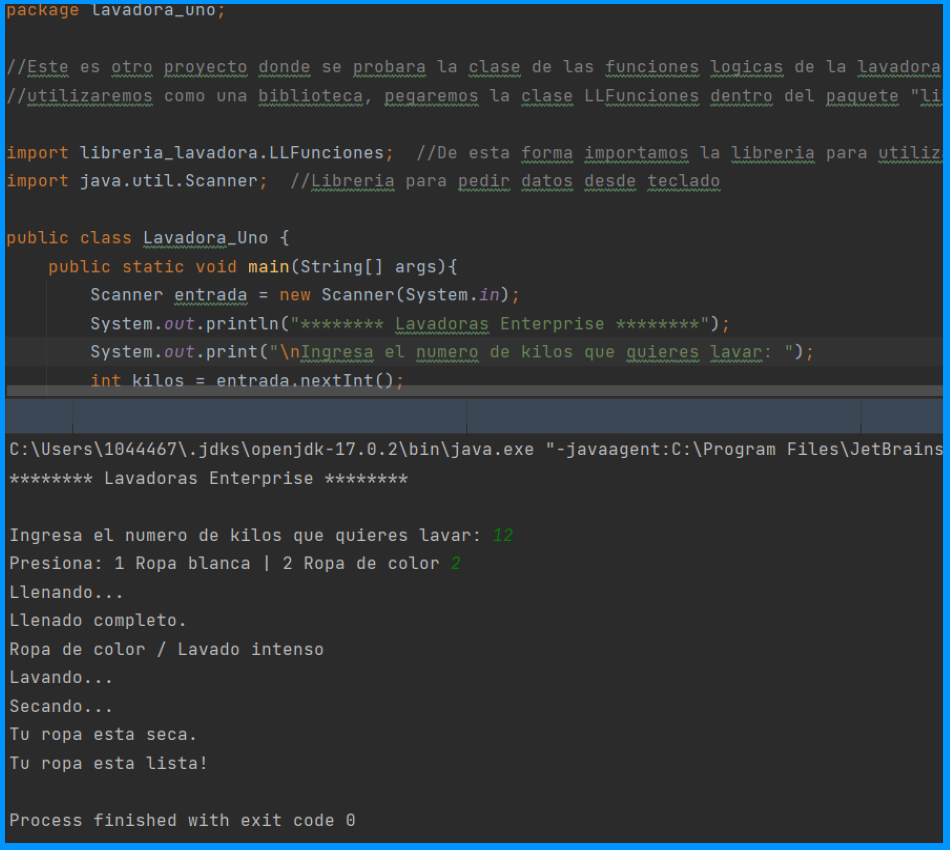 package lavadora_uno;
//Este es otro proyecto donde se probara la clase de las funciones logicas de la lavadora
//utilizaremos como una biblioteca, pegaremos la clase LLFunciones dentro del paquete "li
import libreria_lavadora.LLFunciones;  //De esta forma importamos la libreria para utiliz
import java.util.Scanner;  //Libreria para pedir datos desde teclado
public class Lavadora_Uno {
    public static void main(String[] args){
        Scanner entrada = new Scanner(System.in);
        System.out.println("******** Lavadoras Enterprise ********");
        System.out.print("\nIngresa el numero de kilos que quieres lavar: ");
        int kilos = entrada.nextInt();
C:\Users\1044467\.jdks\openjdk-17.0.2\bin\java.exe "-javaagent:C:\Program Files\JetBrains
******** Lavadoras Enterprise ********
Ingresa el numero de kilos que quieres lavar: 12
Presiona: 1 Ropa blanca | 2 Ropa de color 2
Llenando...
Llenado completo.
Ropa de color / Lavado intenso
Lavando...
Secando...
Tu ropa esta seca.
Tu ropa esta lista!
Process finished with exit code 0